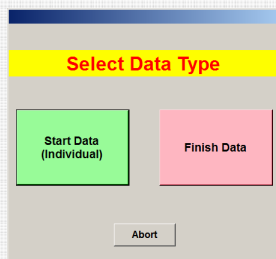 Select Data Type
Start Data
(Individual)
Finish Data
Abort